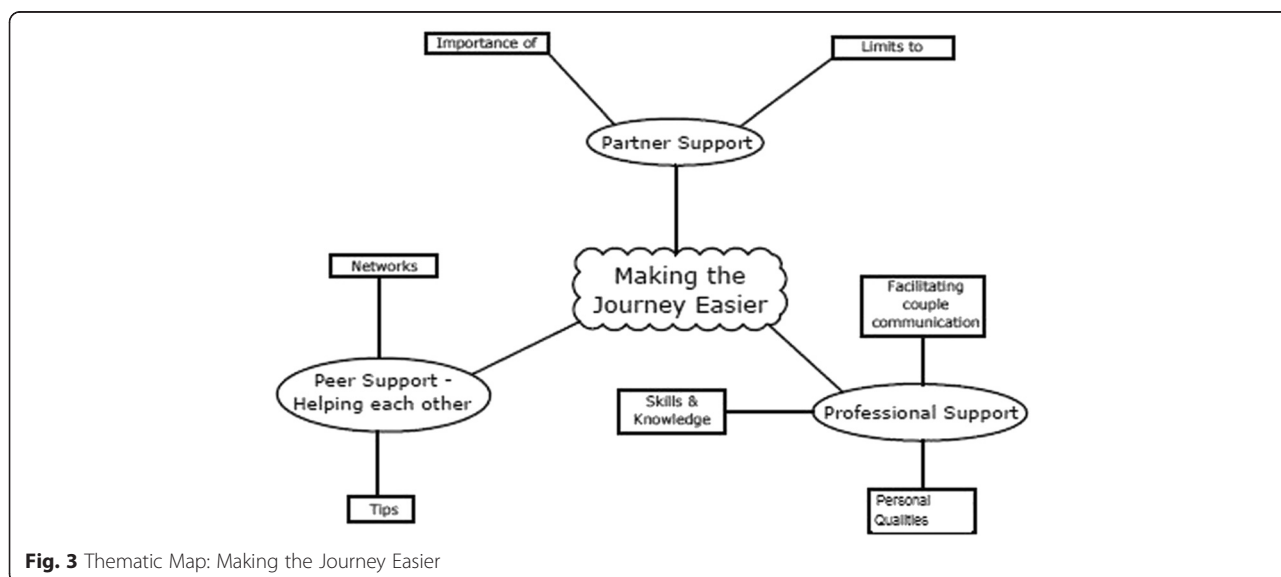 Importance of
Limits to
Partner Support
Making the
Journey Easier
Networks
Peer Support -
Helping each other
Tips
Facilitating
couple
communication
Skills &
Knowledge
Professional Support
Personal
Qualities
Fig. 3 Thematic Map: Making the Journey Easier